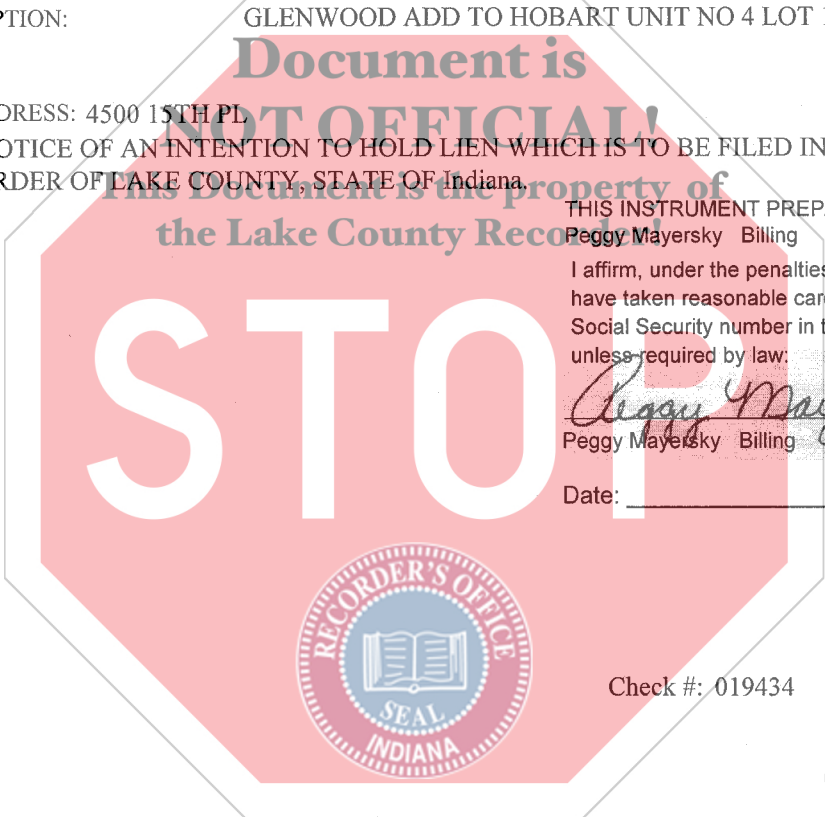 PTION: GLENWOOD ADD TO HOBART UNIT NO 4 LOT
Document is
DRESS: 4500 15TH PL
NOT OFFICIAL!
OTICE OF AN INTENTION TO HOLD LIEN WHICH IS TO BE FILED IN
RDER OF LAKE COUNTY, STATE OF Indiana.
This Document is the property of
the Lake County Recorder!
THIS INSTRUMENT PREPA
Peggy Mayersky Billing
I affirm, under the penalties
have taken reasonable car
Social Security number in t
unless required by law:
Peggy Ma
Peggy Mayersky Billing
Date:
STOP
RECORDER'S OFFICE
SEAL
INDIANA
Check #: 019434